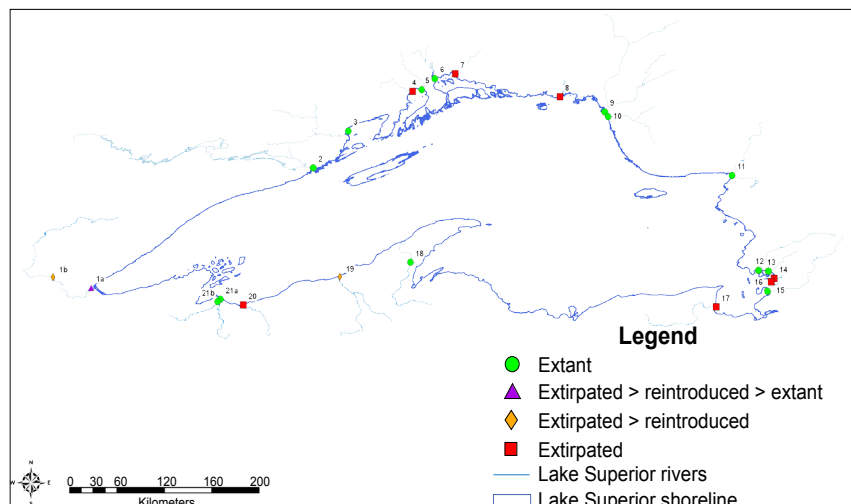 7
6
4 5
8
3
9
10
2
11
18
12 13
1b
1a
19
14
16
15
21b 21a
20
17
Legend
Extant
Extirpated > reintroduced > extant
Extirpated > reintroduced
Extirpated
Lake Superior rivers
Lake Superior shoreline
N
W E
S
0 30 60 120 160 200
Kilometers